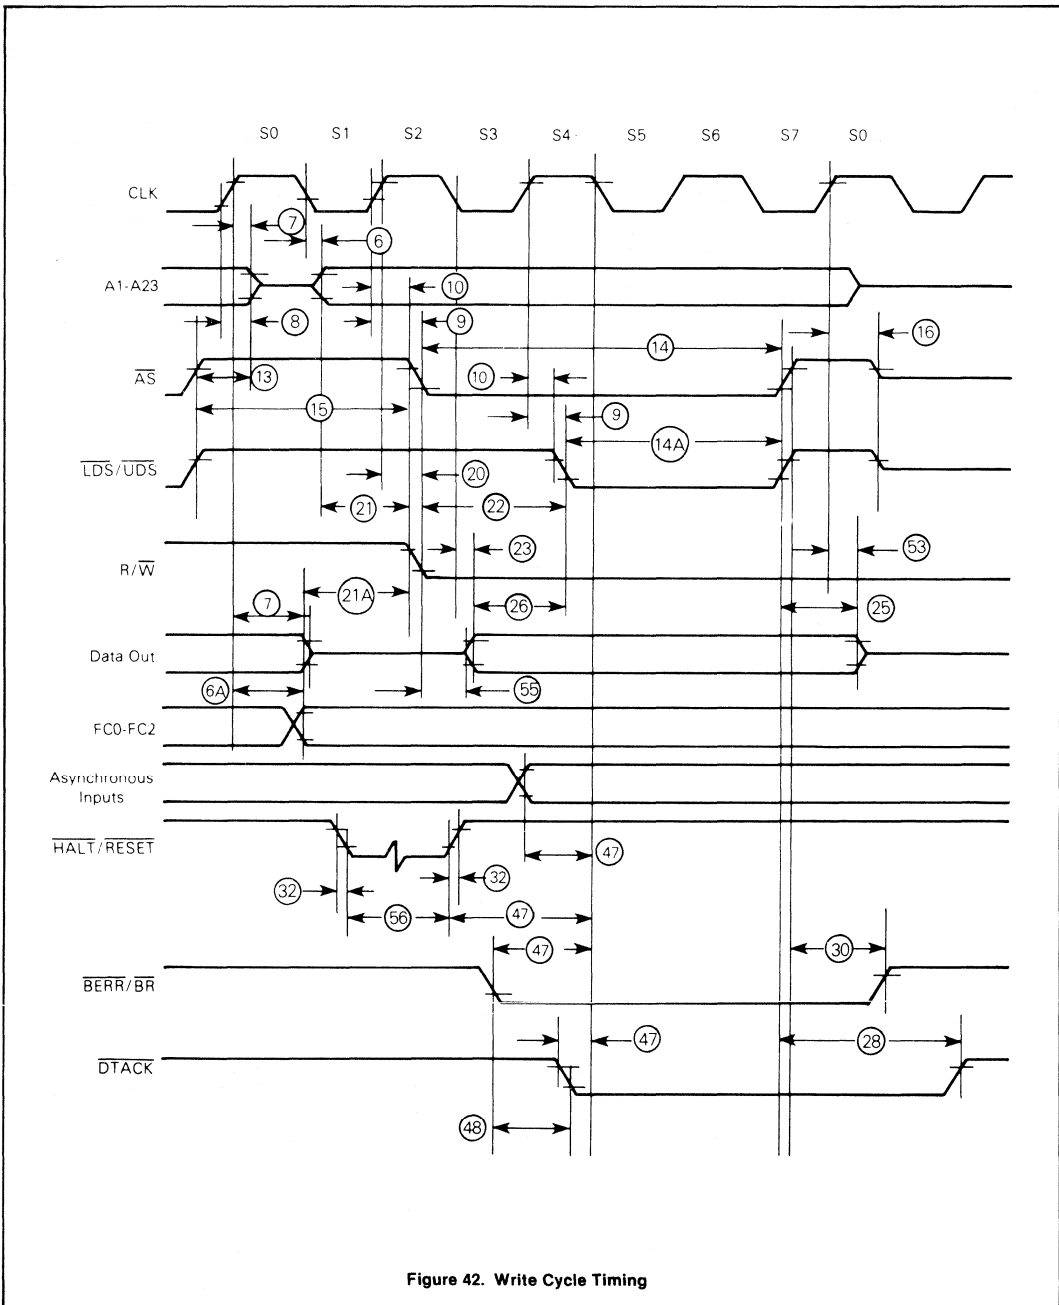 S0 S1 S2 S3 S4 S5 S6 S7 S0
CLK
7
6
A1-A23
10
8
9
16
14
AS
13
10
15
9
14A
LDS/UDS
20
21
22
23
53
R/W
21A
26
25
7
Data Out
6A
55
FC0-FC2
Asynchronous
Inputs
HALT/RESET
47
32
32
56
47
47
30
BERR/BR
47
28
DTACK
48
Figure 42. Write Cycle Timing